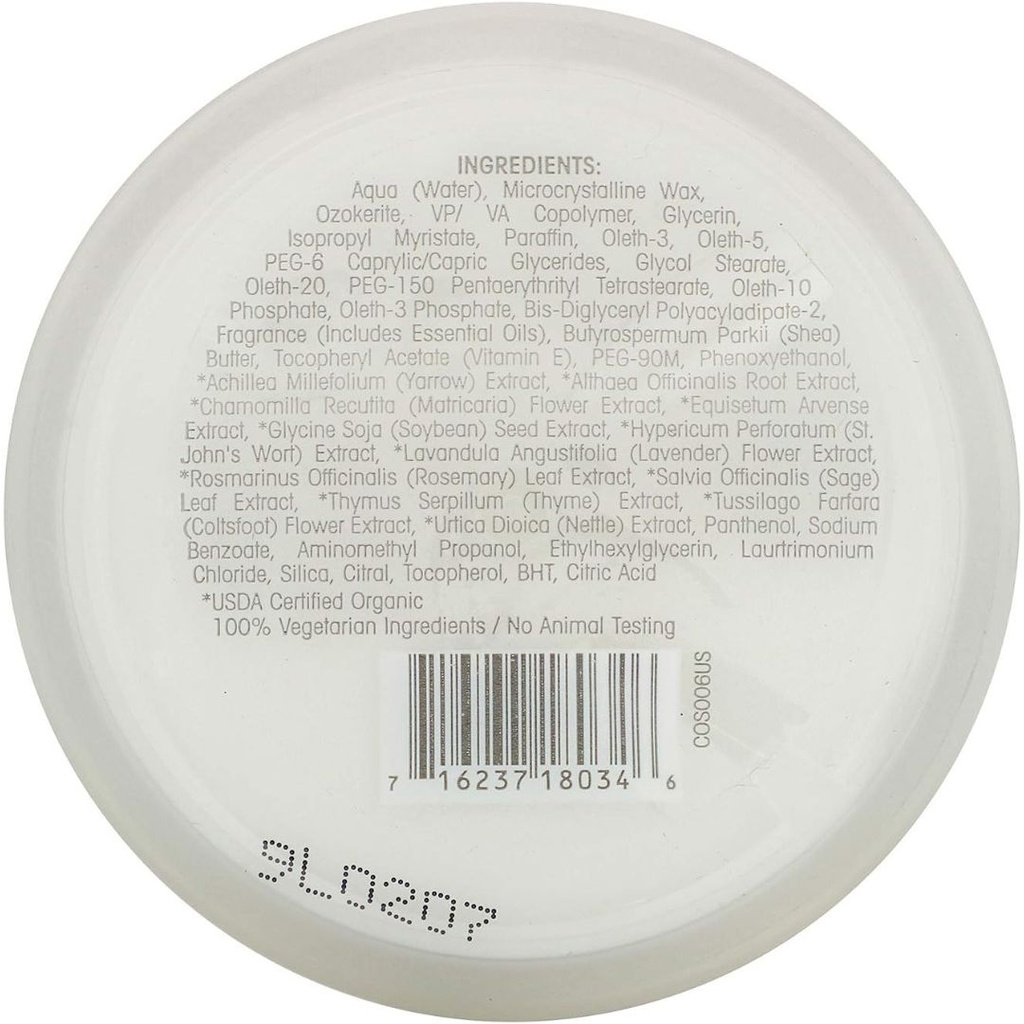 INGREDIENTS:
Aqua (Water), Microcrystalline Wax,
Ozokerite, VP/ VA Copolymer, Glycerin,
Isopropyl Myristate, Paraffin, Oleth-3, Oleth-5,
PEG-6 Caprylic/Capric Glycerides, Glycol Stearate,
Oleth-20, PEG-150 Pentaerythrityl Tetrastearate, Oleth-10
Phosphate, Oleth-3 Phosphate, Bis-Diglyceryl Polyacyladipate-2,
Fragrance (Includes Essential Oils), Butyrospermum Parkii (Shea)
Butter, Tocopheryl Acetate (Vitamin E), PEG-90M, Phenoxyethanol,
*Achillea Millefolium (Yarrow) Extract, *Althaea Officinalis Root Extract,
*Chamomilla Recutita (Matricaria) Flower Extract, *Equisetum Arvense
Extract, *Glycine Soja (Soybean) Seed Extract, *Hypericum Perforatum (St.
John's Wort) Extract, *Lavandula Angustifolia (Lavender) Flower Extract,
*Rosmarinus Officinalis (Rosemary) Leaf Extract, *Salvia Officinalis (Sage)
Leaf Extract, *Thymus Serpillum (Thyme) Extract, *Tussilago Farfara
(Coltsfoot) Flower Extract, *Urtica Dioica (Nettle) Extract, Panthenol, Sodium
Benzoate, Aminomethyl Propanol, Ethylhexylglycerin, Laurtrimonium
Chloride, Silica, Citral, Tocopherol, BHT, Citric Acid
*USDA Certified Organic
100% Vegetarian Ingredients / No Animal Testing
COS006US
7 16237 18034 6
9L0207